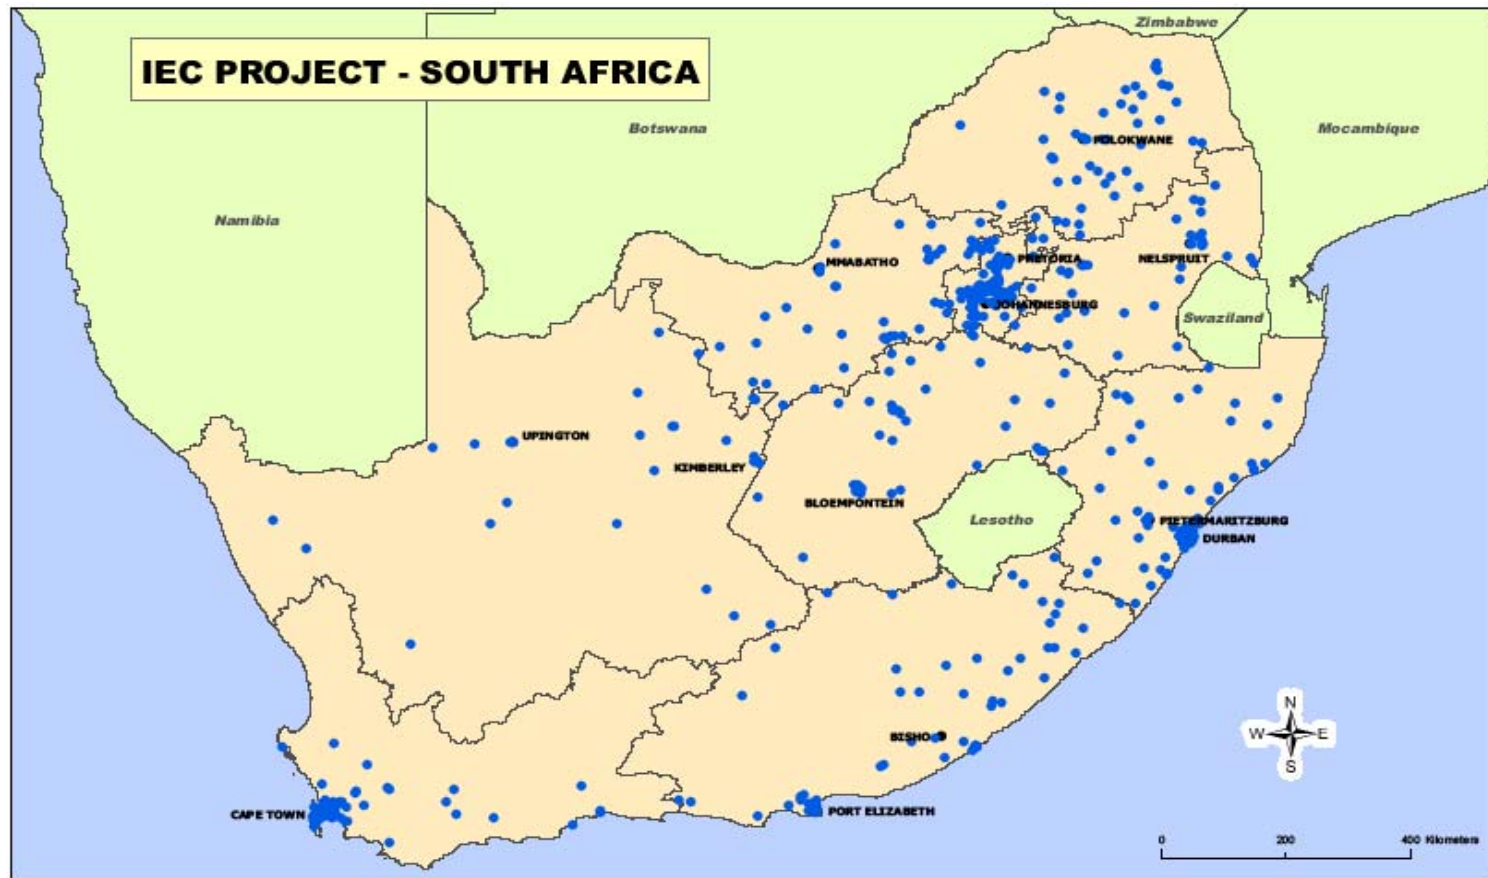 Zimbabwe
IEC PROJECT - SOUTH AFRICA
Botswana
Mocambique
POLOKWANE
Namibia
MMABATHO
PRETORIA
NELSPRUIT
JOHANNESBURG
Swaziland
UPINGTON
KIMBERLEY
BLOEMFONTEIN
Lesotho
PIETERMARITZBURG
DURBAN
N
W
E
S
BISHO
CAPE TOWN
PORT ELIZABETH
0 200 400 Kilometers